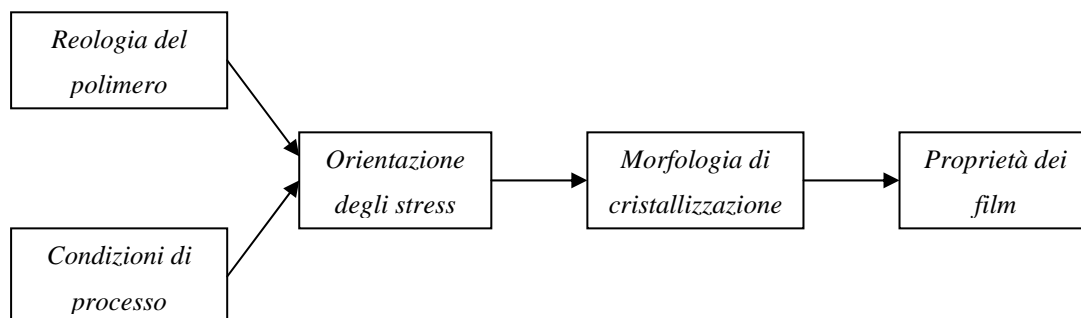 Reologia del
polimero
Condizioni di
processo
Orientazione
degli stress
Morfologia di
cristallizzazione
Proprietà dei
film